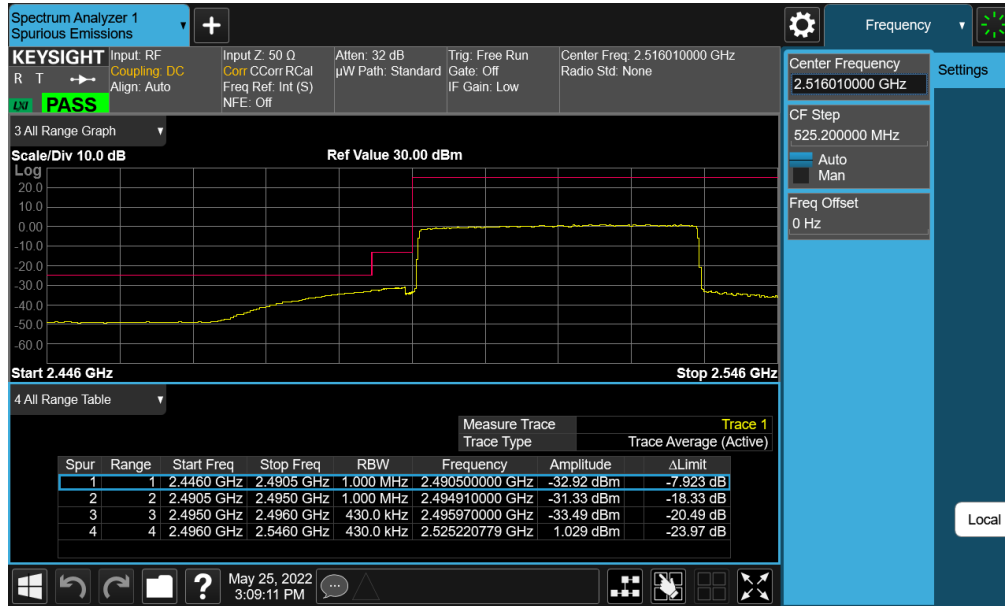 Spectrum Analyzer 1
Spurious Emissions
Frequency
KEYSIGHT
R T
LXI
PASS
Input: RF
Coupling: DC
Align: Auto
Input Z: 50 Ω
Corr CCorr RCal
Freq Ref: Int (S)
NFE: Off
Atten: 32 dB
µW Path: Standard
Trig: Free Run
Gate: Off
IF Gain: Low
Center Freq: 2.516010000 GHz
Radio Std: None
Center Frequency
2.516010000 GHz
Settings
CF Step
525.200000 MHz
Auto
Man
Freq Offset
0 Hz
3 All Range Graph
Scale/Div 10.0 dB
Ref Value 30.00 dBm
Log
20.0
10.0
0.00
-10.0
-20.0
-30.0
-40.0
-50.0
-60.0
Start 2.446 GHz
Stop 2.546 GHz
4 All Range Table
Measure Trace Trace 1
Trace Type Trace Average (Active)
Spur Range Start Freq Stop Freq RBW Frequency Amplitude ΔLimit
1 1 2.4460 GHz 2.4905 GHz 1.000 MHz 2.490500000 GHz -32.92 dBm -7.923 dB
2 2 2.4905 GHz 2.4950 GHz 1.000 MHz 2.494910000 GHz -31.33 dBm -18.33 dB
3 3 2.4950 GHz 2.4960 GHz 430.0 kHz 2.495970000 GHz -33.49 dBm -20.49 dB
4 4 2.4960 GHz 2.5460 GHz 430.0 kHz 2.525220779 GHz 1.029 dBm -23.97 dB
Local
?
May 25, 2022
3:09:11 PM